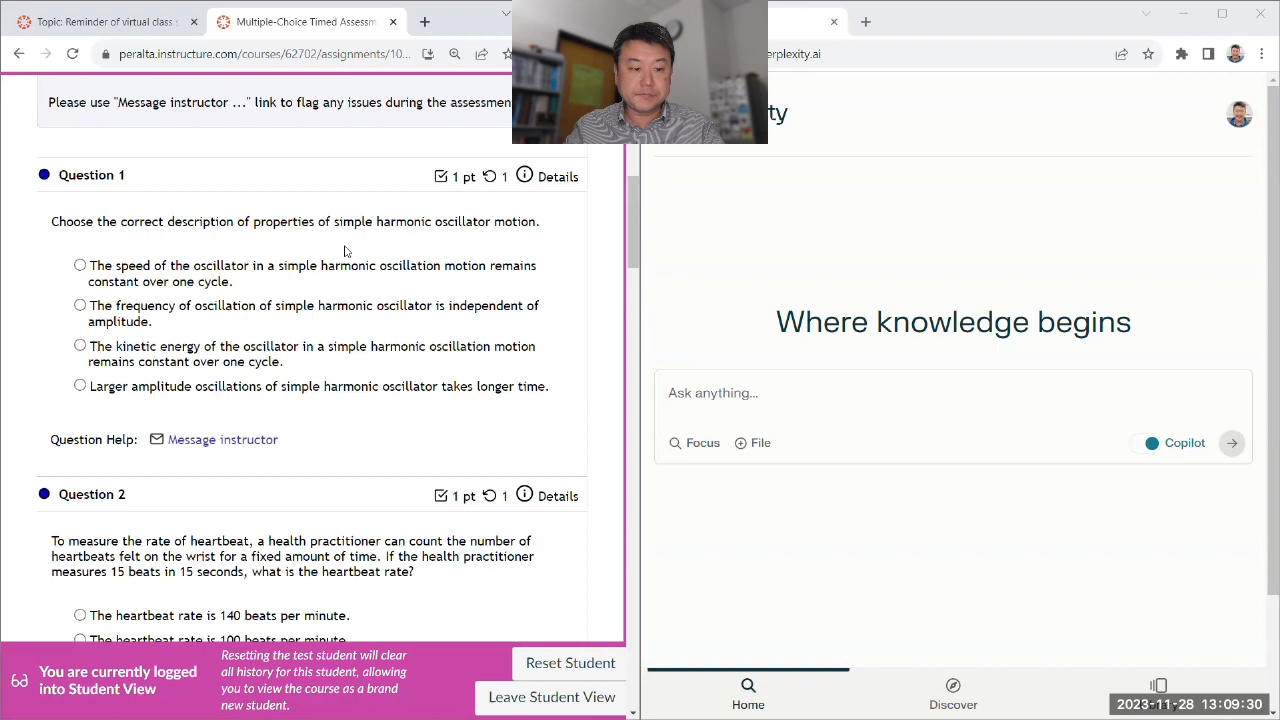 Topic: Reminder of virtual class
Multiple-Choice Timed Assessm
peralta.instructure.com/courses/62702/assignments/10...
erplexity.ai
Please use "Message instructor ..." link to flag any issues during the assessmen
Question 1
1 pt
1
Details
Choose the correct description of properties of simple harmonic oscillator motion.
The speed of the oscillator in a simple harmonic oscillation motion remains
constant over one cycle.
The frequency of oscillation of simple harmonic oscillator is independent of
amplitude.
The kinetic energy of the oscillator in a simple harmonic oscillation motion
remains constant over one cycle.
Larger amplitude oscillations of simple harmonic oscillator takes longer time.
Question Help:
Message instructor
Question 2
1 pt
1
Details
To measure the rate of heartbeat, a health practitioner can count the number of
heartbeats felt on the wrist for a fixed amount of time. If the health practitioner
measures 15 beats in 15 seconds, what is the heartbeat rate?
The heartbeat rate is 140 beats per minute.
The heartbeat rate is 100 beats per minute.
You are currently logged
into Student View
Resetting the test student will clear
all history for this student, allowing
you to view the course as a brand
new student.
Reset Student
Leave Student View
ity
Where knowledge begins
Ask anything...
Focus
File
Copilot
Home
Discover
2023-11-28 13:09:30